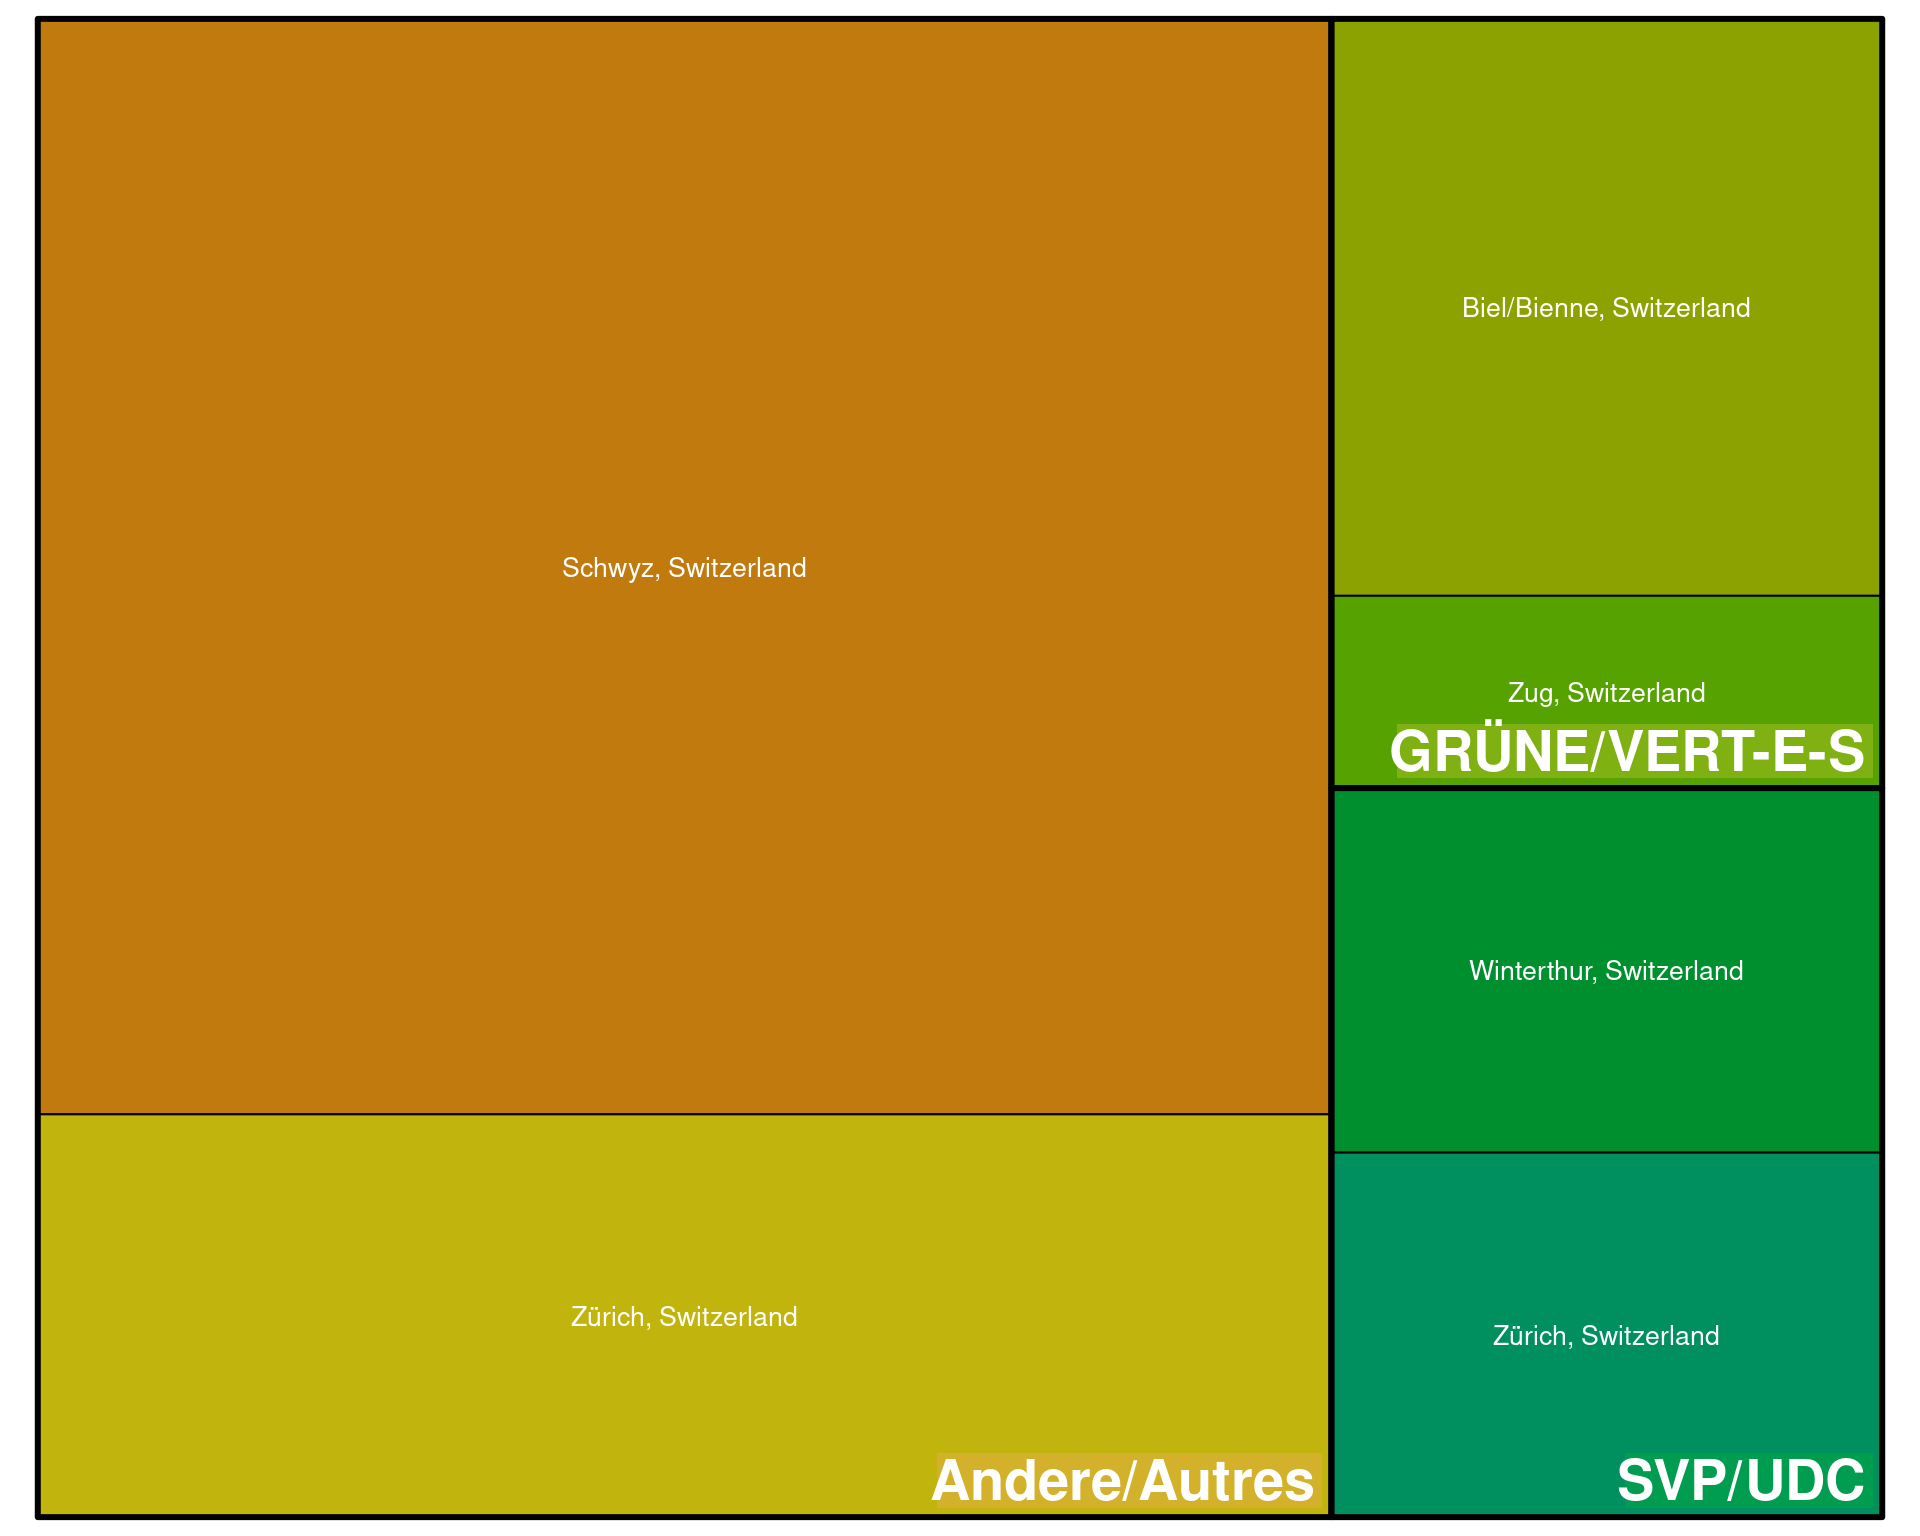 Schwyz, Switzerland
Zürich, Switzerland
Andere/Autres
Biel/Bienne, Switzerland
Zug, Switzerland
GRÜNE/VERT-E-S
Winterthur, Switzerland
Zürich, Switzerland
SVP/UDC